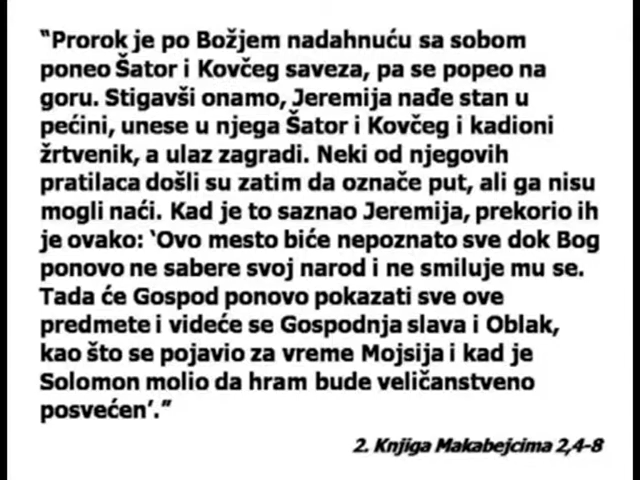 “Prorok je po Božjem nadahnuću sa sobom
poneo Šator i Kovčeg saveza, pa se popeo na
goru. Stigavši onamo, Jeremija nađe stan u
pećini, unese u njega Šator i Kovčeg i kadioni
žrtvenik, a ulaz zagradi. Neki od njegovih
pratilaca došli su zatim da označe put, ali ga nisu
mogli naći. Kad je to saznao Jeremija, prekorio ih
je ovako: ‘Ovo mesto biće nepoznato sve dok Bog
ponovo ne sabere svoj narod i ne smiluje mu se.
Tada će Gospod ponovo pokazati sve ove
predmete i videće se Gospodnja slava i Oblak,
kao što se pojavio za vreme Mojsija i kad je
Solomon molio da hram bude veličanstveno
posvećen’.”
2. Knjiga Makabejcima 2,4-8